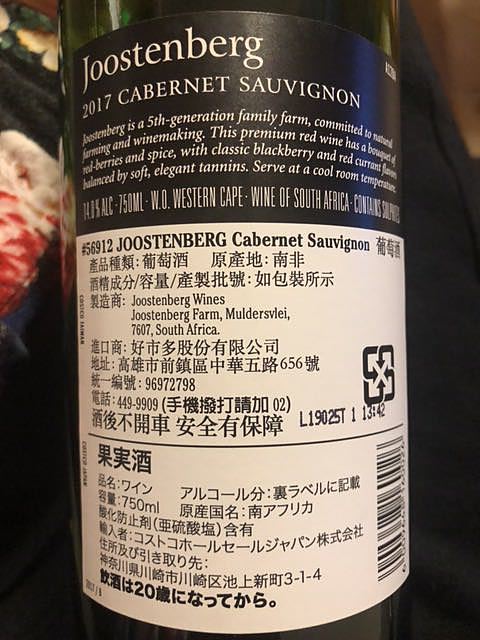 Joostenberg
2017 CABERNET SAUVIGNON
Joostenberg is a 5th-generation family farm, committed to natural
farming and winemaking. This premium red wine has a bouquet of
red-berries and spice, with classic blackberry and red currant flavors
balanced by soft, elegant tannins. Serve at a cool room temperature.
14.0% ALC · 750ML · W.O. WESTERN CAPE · WINE OF SOUTH AFRICA · CONTAINS SULPHITES
#56912 JOOSTENBERG Cabernet Sauvignon 葡萄酒
產品種類: 葡萄酒 原產地: 南非
酒精成分/容量/產製批號: 如包裝所示
製造商: Joostenberg Wines
Joostenberg Farm, Muldersvlei,
7607, South Africa.
進口商: 好市多股份有限公司
地址: 高雄市前鎮區中華五路656號
統一編號: 96972798
電話: 449-9909 (手機撥打請加 02)
酒後不開車 安全有保障
L19025T 1 13:42
COSTCO TAIWAN
果実酒
品名:ワイン アルコール分:裏ラベルに記載
容量:750ml 原産国名:南アフリカ
酸化防止剤(亜硫酸塩)含有
輸入者:コストコホールセールジャパン株式会社
住所及び引き取り先:
神奈川県川崎市川崎区池上新町3-1-4
飲酒は20歳になってから。
COSTCO JAPAN